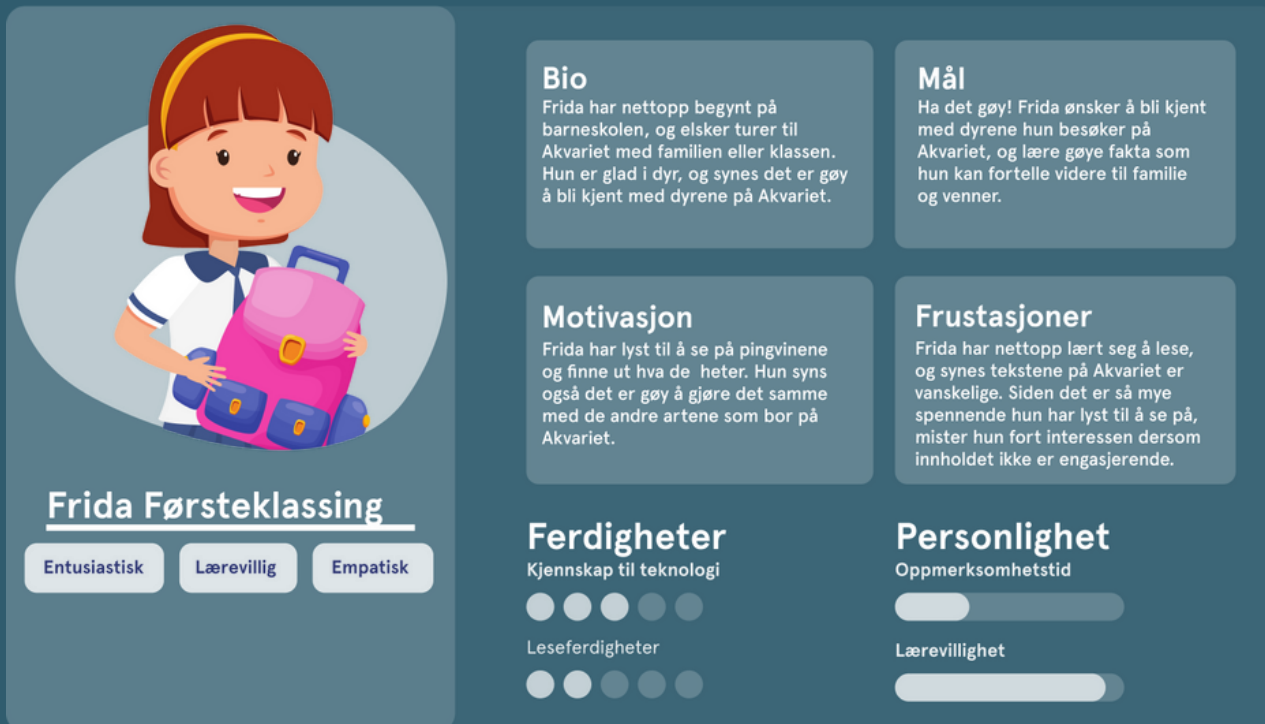 Frida Førsteklassing
Entusiastisk
Lærevillig
Empatisk
Bio
Frida har nettopp begynt på
barneskolen, og elsker turer til
Akvariet med familien eller klassen.
Hun er glad i dyr, og synes det er gøy
å bli kjent med dyrene på Akvariet.
Mål
Ha det gøy! Frida ønsker å bli kjent
med dyrene hun besøker på
Akvariet, og lære gøye fakta som
hun kan fortelle videre til familie
og venner.
Motivasjon
Frida har lyst til å se på pingvinene
og finne ut hva de  heter. Hun syns
også det er gøy å gjøre det samme
med de andre artene som bor på
Akvariet.
Frustasjoner
Frida har nettopp lært seg å lese,
og synes tekstene på Akvariet er
vanskelige. Siden det er så mye
spennende hun har lyst til å se på,
mister hun fort interessen dersom
innholdet ikke er engasjerende.
Ferdigheter
Kjennskap til teknologi
Leseferdigheter
Personlighet
Oppmerksomhetstid
Lærevillighet